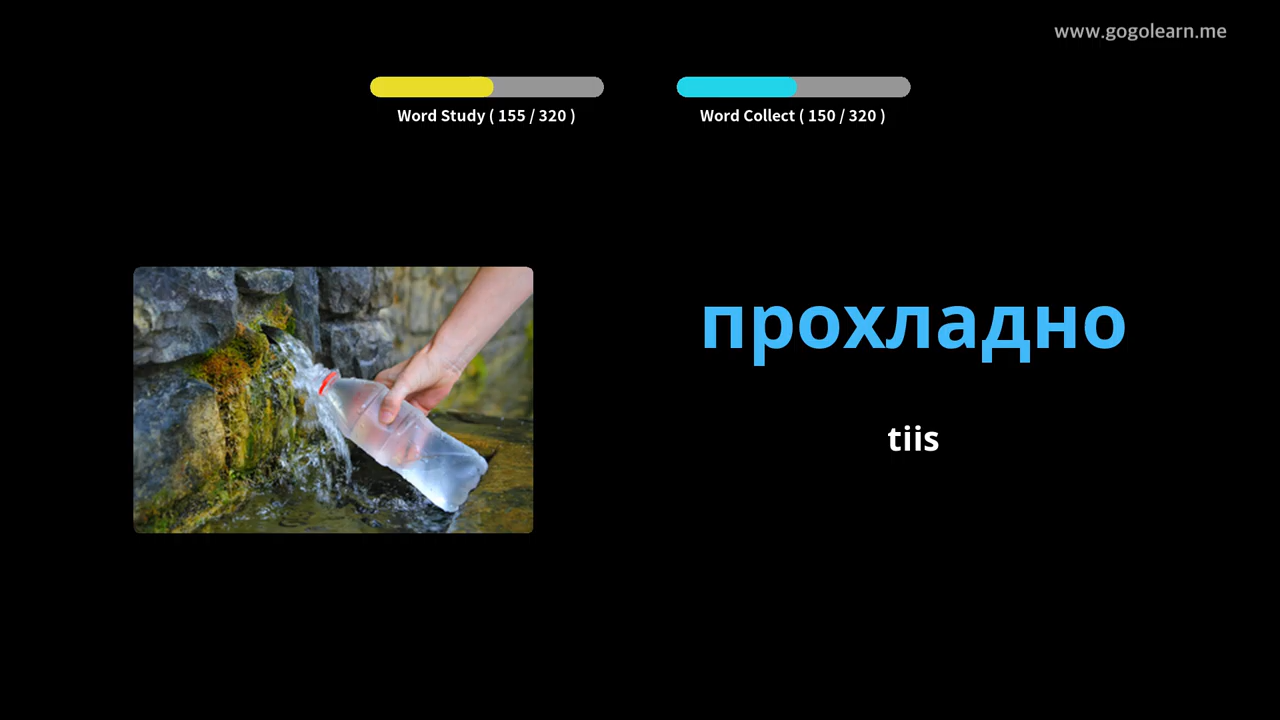 www.gogolearn.me
Word Study ( 155 / 320 )
Word Collect ( 150 / 320 )
прохладно
tiis